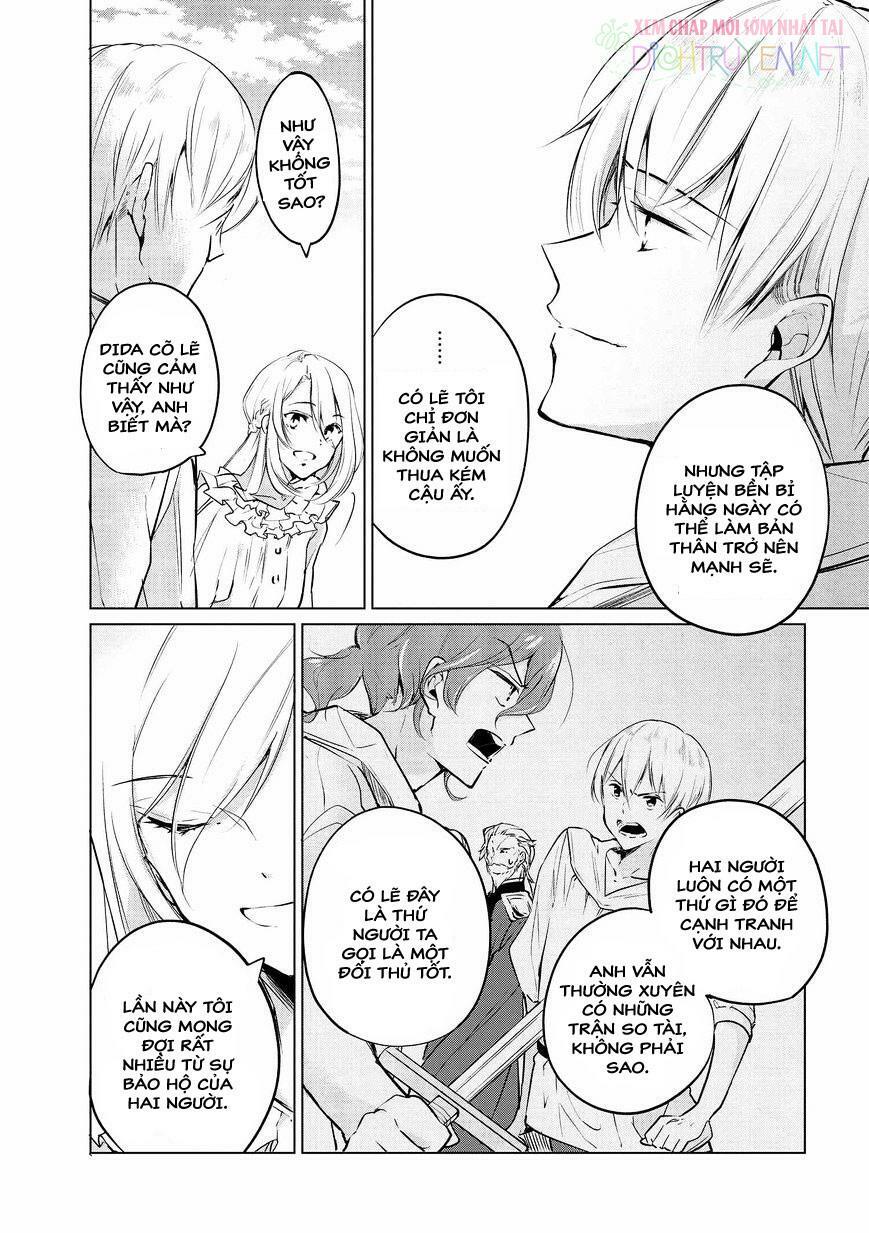 XEM CHAP MỚI SỚM NHẤT TẠI
DICHTRUYEN.NET
NHƯNG TẬP
LUYỆN BỀN BỈ
HẰNG NGÀY CÓ
THỂ LÀM BẢN
THÂN TRỞ NÊN
MẠNH SẼ.
........
CÓ LẼ TÔI
CHỈ ĐƠN
GIẢN LÀ
KHÔNG MUỐN
THUA KÉM
CẬU ẤY.
NHƯ
VẬY
KHÔNG
TỐT
SAO?
DIDA CÕ LẼ
CŨNG CẢM
THẤY NHƯ
VẬY, ANH
BIẾT MÀ?
HAI NGƯỜI
LUÔN CÓ MỘT
THỨ GÌ ĐÓ ĐỂ
CẠNH TRANH
VỚI NHAU.
ANH VẪN
THƯỜNG XUYÊN
CÓ NHỮNG
TRẬN SO TÀI,
KHÔNG PHẢI
SAO.
CÓ LẼ ĐÂY
LÀ THỨ
NGƯỜI TA
GỌI LÀ MỘT
ĐỐI THỦ TỐT.
LẦN NÀY TÔI
CŨNG MONG
ĐỢI RẤT
NHIỀU TỪ SỰ
BẢO HỘ CỦA
HAI NGƯỜI.